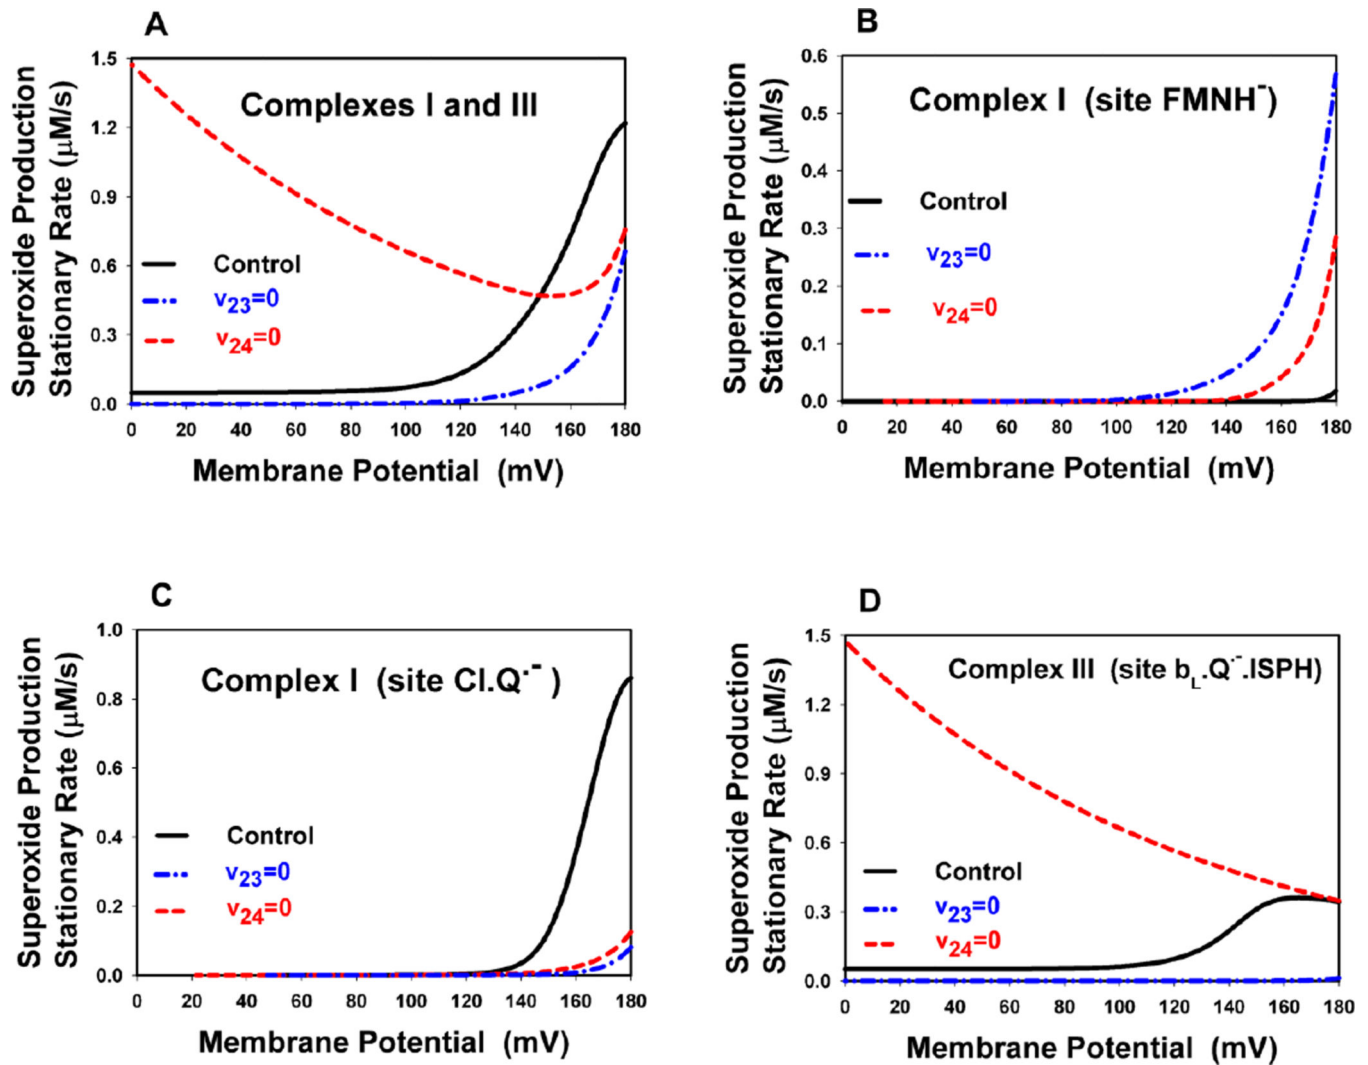 A
Superoxide Production
Stationary Rate (μM/s)
1.5
1.2
0.9
0.6
0.3
0.0
Complexes I and III
Control
v23=0
v24=0
0 20 40 60 80 100 120 140 160 180
Membrane Potential (mV)
B
Superoxide Production
Stationary Rate (μM/s)
0.6
0.5
0.4
0.3
0.2
0.1
0.0
Complex I (site FMNH⁻)
Control
v23=0
v24=0
0 20 40 60 80 100 120 140 160 180
Membrane Potential (mV)
C
Superoxide Production
Stationary Rate (μM/s)
1.0
0.8
0.6
0.4
0.2
0.0
Complex I (site CI.Q·⁻ )
Control
v23=0
v24=0
0 20 40 60 80 100 120 140 160 180
Membrane Potential (mV)
D
Superoxide Production
Stationary Rate (μM/s)
1.5
1.2
0.9
0.6
0.3
0.0
Complex III (site bL.Q·⁻.ISPH)
Control
v23=0
v24=0
0 20 40 60 80 100 120 140 160 180
Membrane Potential (mV)